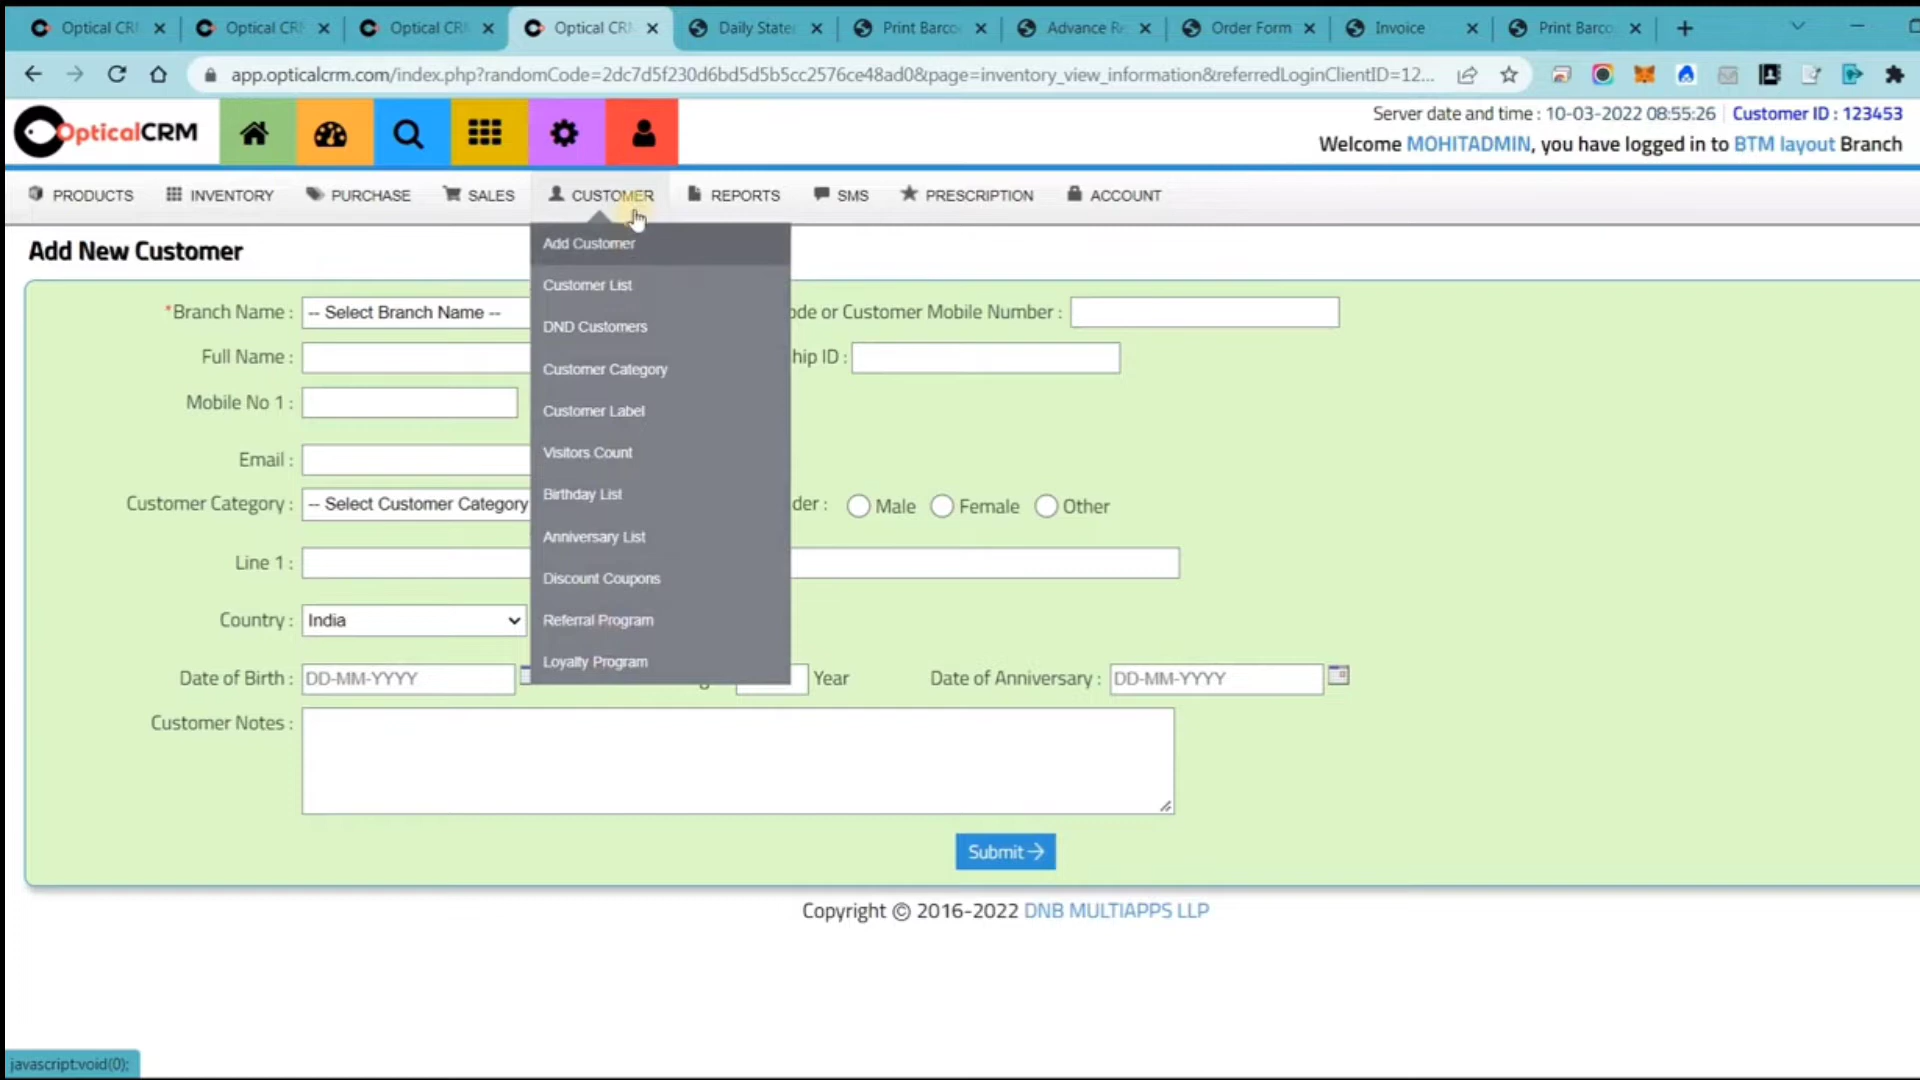 Optical CR
Optical CR
Optical CR
Optical CR
Daily State
Print Barco
Advance Re
Order Form
Invoice
Print Barco
app.opticalcrm.com/index.php?randomCode=2dc7d5f230d6bd5d5b5cc2576ce48ad0&page=inventory_view_information&referredLoginClientID=12...
OpticalCRM
Server date and time : 10-03-2022 08:55:26 Customer ID : 123453
Welcome MOHITADMIN, you have logged in to BTM layout Branch
PRODUCTS INVENTORY PURCHASE SALES CUSTOMER REPORTS SMS PRESCRIPTION ACCOUNT
Add Customer
Customer List
DND Customers
Customer Category
Customer Label
Visitors Count
Birthday List
Anniversary List
Discount Coupons
Referral Program
Loyalty Program
Add New Customer
*Branch Name : -- Select Branch Name -- ode or Customer Mobile Number :
Full Name : hip ID :
Mobile No 1 :
Email :
Customer Category : -- Select Customer Category der : Male Female Other
Line 1 :
Country : India
Date of Birth : DD-MM-YYYY Year Date of Anniversary : DD-MM-YYYY
Customer Notes :
Submit
Copyright © 2016-2022 DNB MULTIAPPS LLP
javascript:void(0);